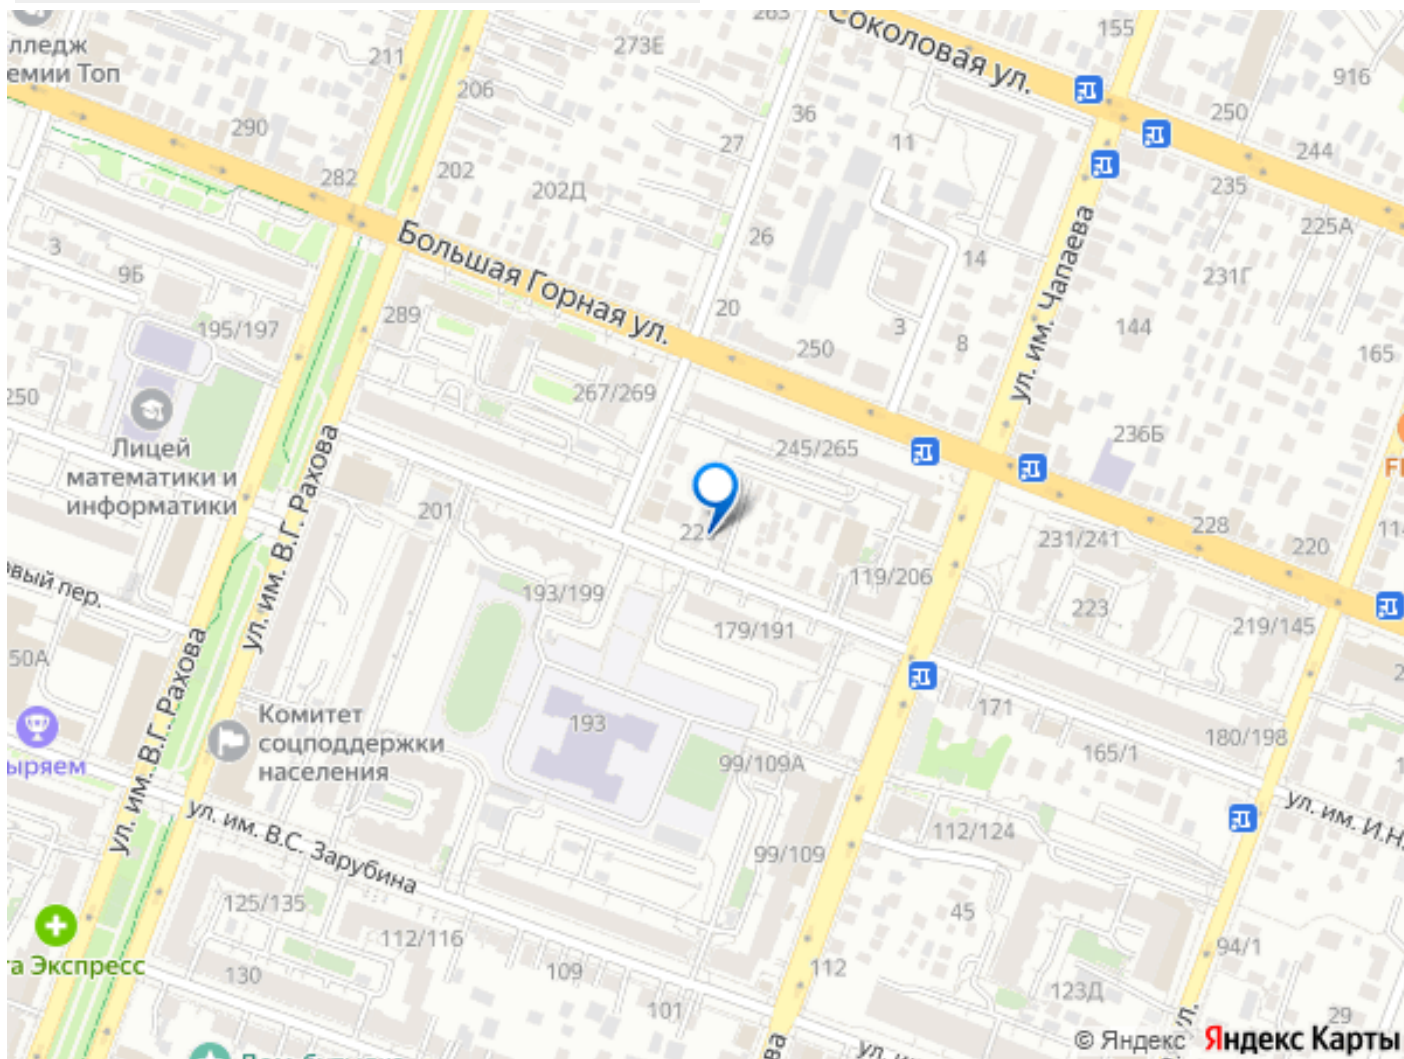 263
155
273Е
Соколовая ул.
211
лледж
емии Топ
916
206
36
250
290
27
11
244
282
202
202Д
235
225А
ул. им. Чапаева
Большая Горная ул.
26
14
3
9Б
231Г
20
195/197
289
3
8
144
250
165
267/269
250
236Б
Лицей
математики и
информатики
245/265
ул. им. В.Г. Рахова
201
228
231/241
220
119/206
193/199
223
вый пер.
179/191
219/145
50А
ул. им. В.Г. Рахова
193
171
Комитет
соцподдержки
населения
180/198
165/1
ыряем
99/109А
ул. им. В.С. Зарубина
ул. им. И.Н.
112/124
99/109
125/135
45
112/116
94/1
а Экспресс
130
109
112
101
123Д
29
© Яндекс Яндекс Карты